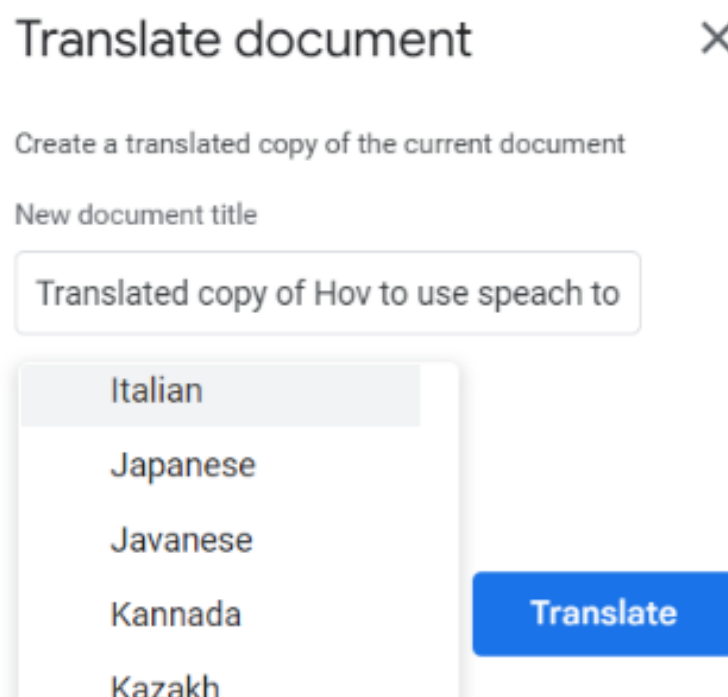 Translate document
Create a translated copy of the current document
New document title
Translated copy of Hov to use speach to
Italian
Japanese
Javanese
Kannada
Translate
Kazakh